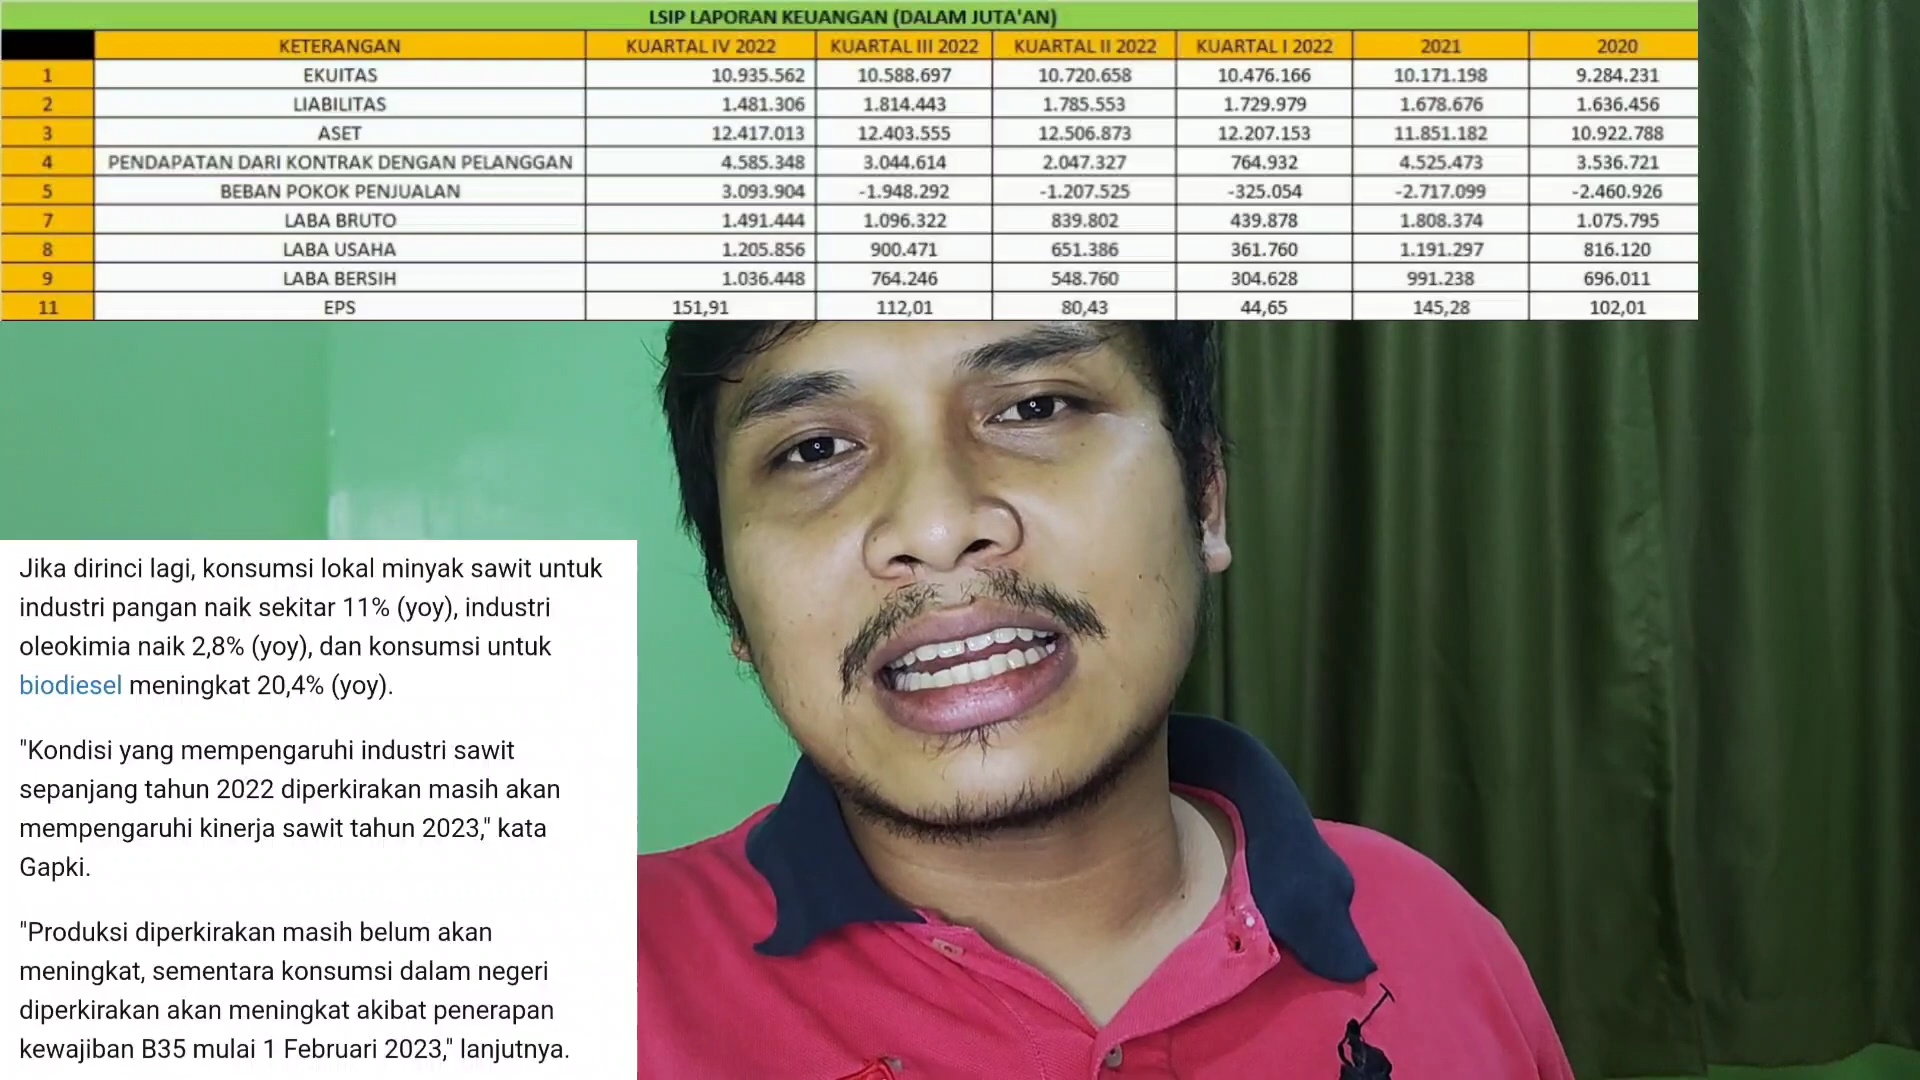 LSIP LAPORAN KEUANGAN (DALAM JUTA'AN)
KETERANGAN KUARTAL IV 2022 KUARTAL III 2022 KUARTAL II 2022 KUARTAL I 2022 2021 2020
1 EKUITAS 10.935.562 10.588.697 10.720.658 10.476.166 10.171.198 9.284.231
2 LIABILITAS 1.481.306 1.814.443 1.785.553 1.729.979 1.678.676 1.636.456
3 ASET 12.417.013 12.403.555 12.506.873 12.207.153 11.851.182 10.922.788
4 PENDAPATAN DARI KONTRAK DENGAN PELANGGAN 4.585.348 3.044.614 2.047.327 764.932 4.525.473 3.536.721
5 BEBAN POKOK PENJUALAN 3.093.904 -1.948.292 -1.207.525 -325.054 -2.717.099 -2.460.926
7 LABA BRUTO 1.491.444 1.096.322 839.802 439.878 1.808.374 1.075.795
8 LABA USAHA 1.205.856 900.471 651.386 361.760 1.191.297 816.120
9 LABA BERSIH 1.036.448 764.246 548.760 304.628 991.238 696.011
11 EPS 151,91 112,01 80,43 44,65 145,28 102,01
Jika dirinci lagi, konsumsi lokal minyak sawit untuk
industri pangan naik sekitar 11% (yoy), industri
oleokimia naik 2,8% (yoy), dan konsumsi untuk
biodiesel meningkat 20,4% (yoy).
"Kondisi yang mempengaruhi industri sawit
sepanjang tahun 2022 diperkirakan masih akan
mempengaruhi kinerja sawit tahun 2023," kata
Gapki.
"Produksi diperkirakan masih belum akan
meningkat, sementara konsumsi dalam negeri
diperkirakan akan meningkat akibat penerapan
kewajiban B35 mulai 1 Februari 2023," lanjutnya.